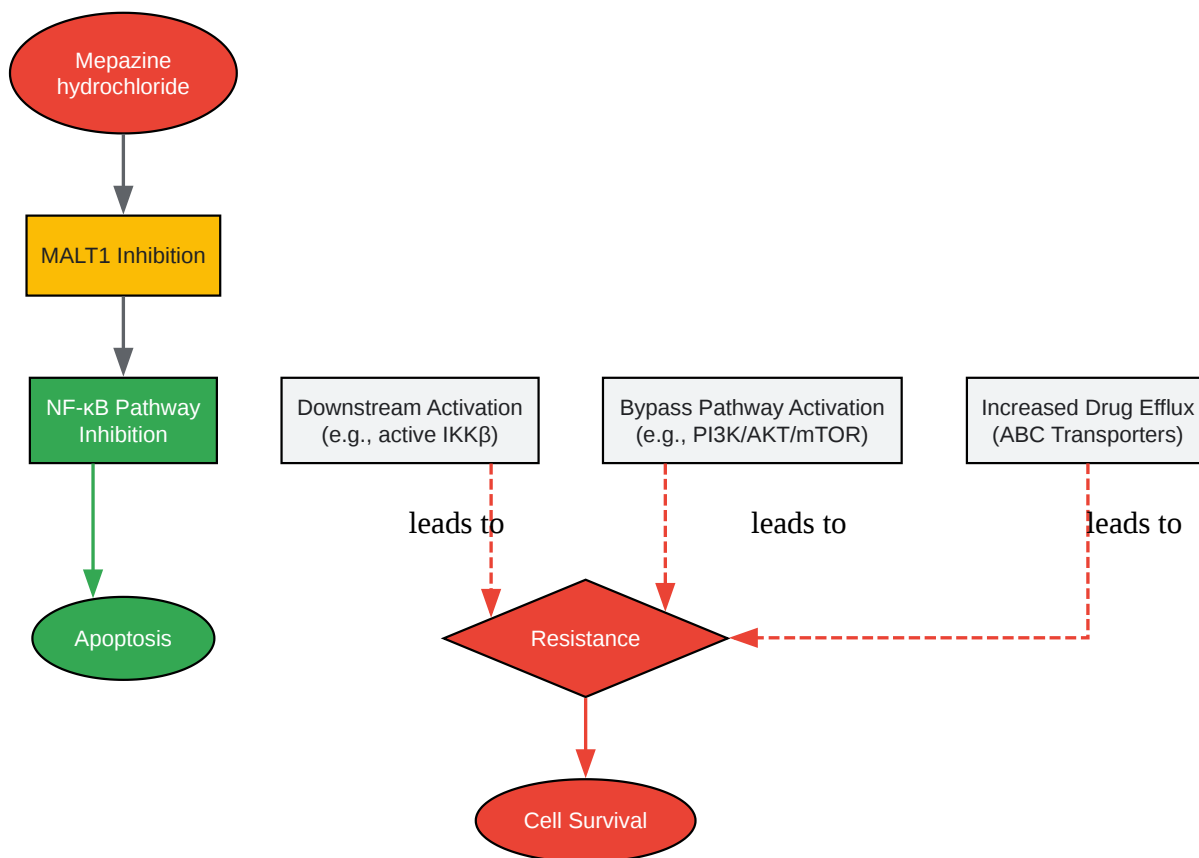 Mepazine
hydrochloride
MALT1 Inhibition
NF-κB Pathway
Inhibition
Downstream Activation
(e.g., active IKKβ)
Bypass Pathway Activation
(e.g., PI3K/AKT/mTOR)
Increased Drug Efflux
(ABC Transporters)
leads to
leads to
leads to
Apoptosis
Resistance
Cell Survival